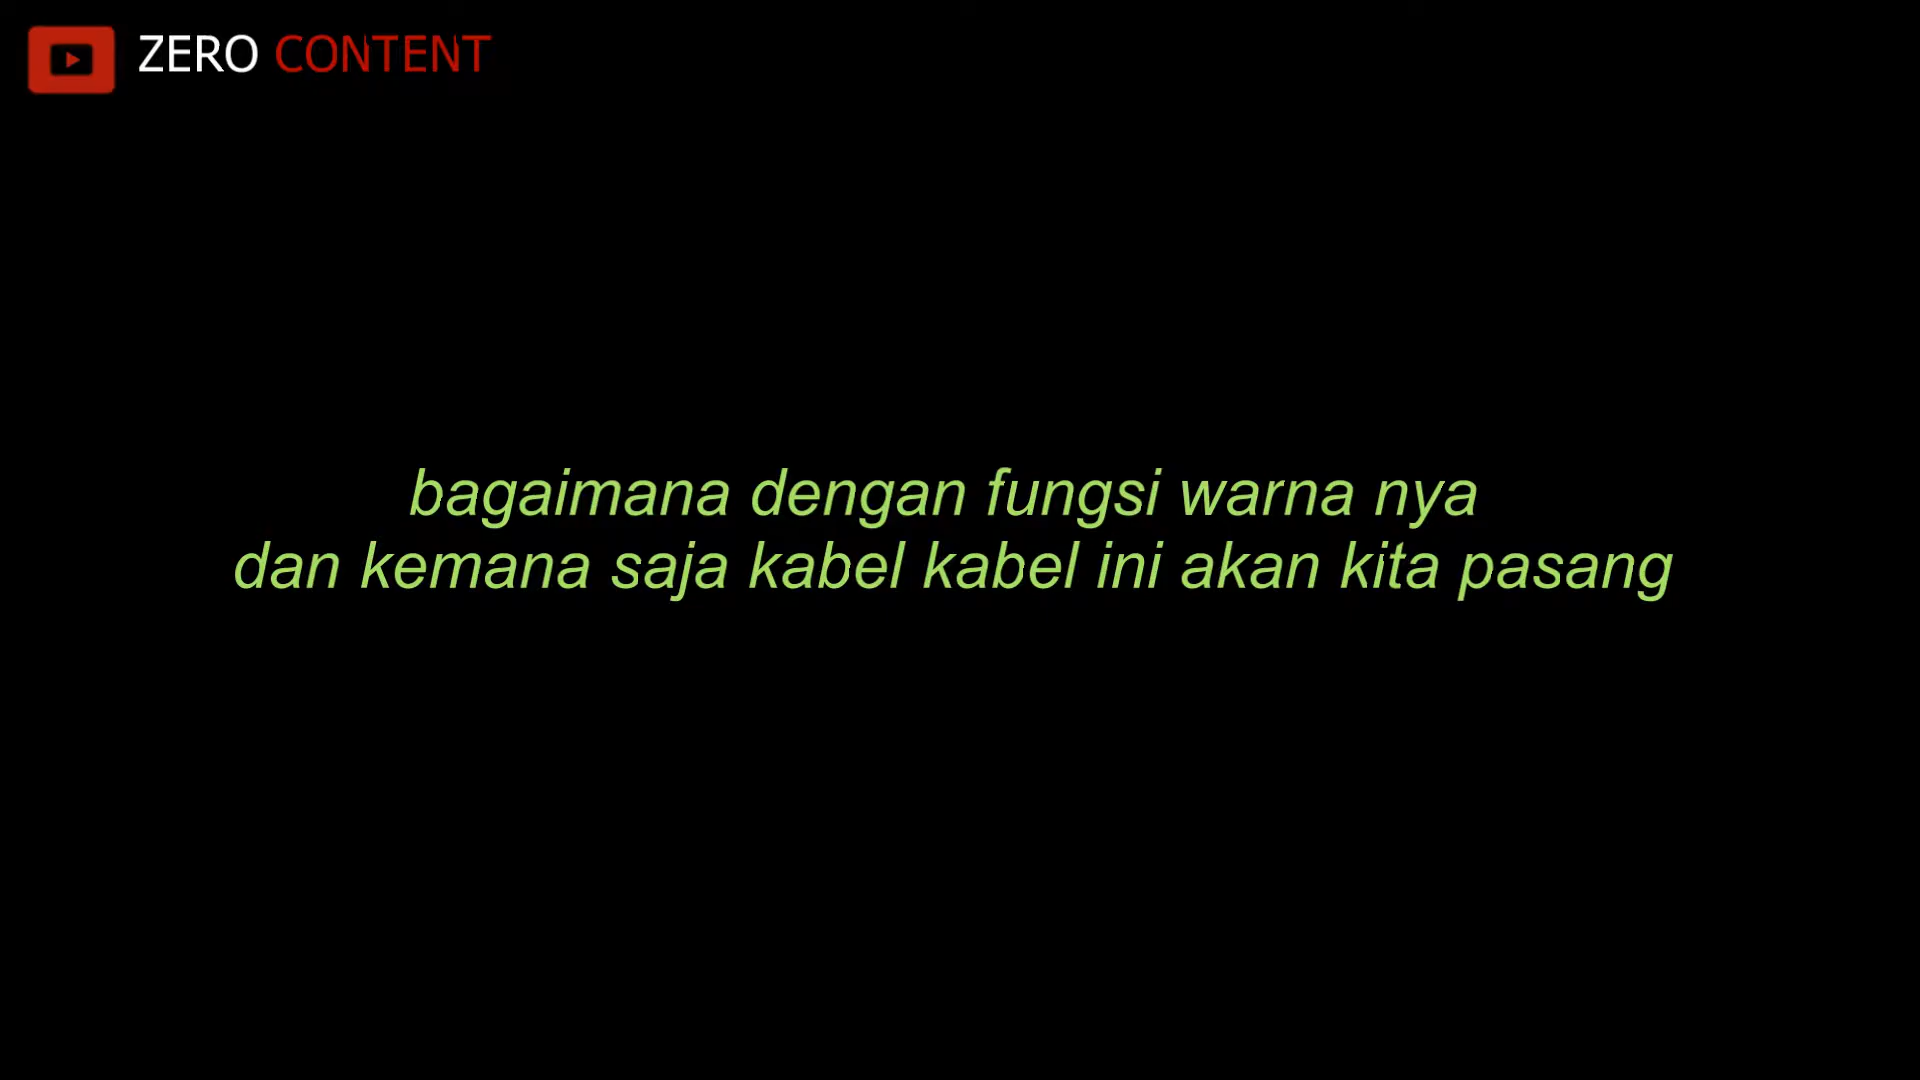 ZERO CONTENT
bagaimana dengan fungsi warna nya
dan kemana saja kabel kabel ini akan kita pasang